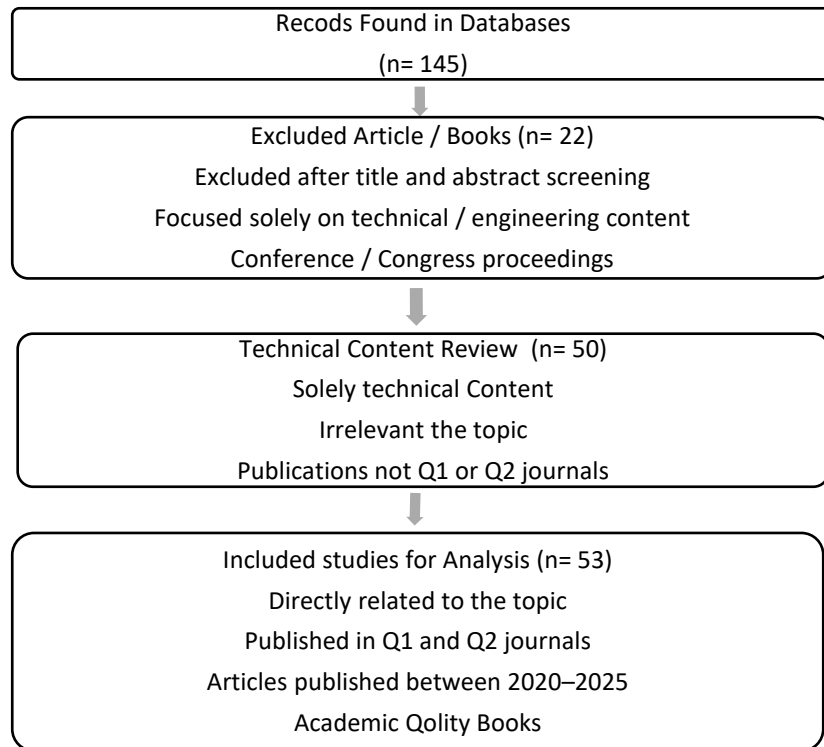 Recods Found in Databases
(n= 145)
Excluded Article / Books (n= 22)
Excluded after title and abstract screening
Focused solely on technical / engineering content
Conference / Congress proceedings
Technical Content Review (n= 50)
Solely technical Content
Irrelevant the topic
Publications not Q1 or Q2 journals
Included studies for Analysis (n= 53)
Directly related to the topic
Published in Q1 and Q2 journals
Articles published between 2020–2025
Academic Qolity Books